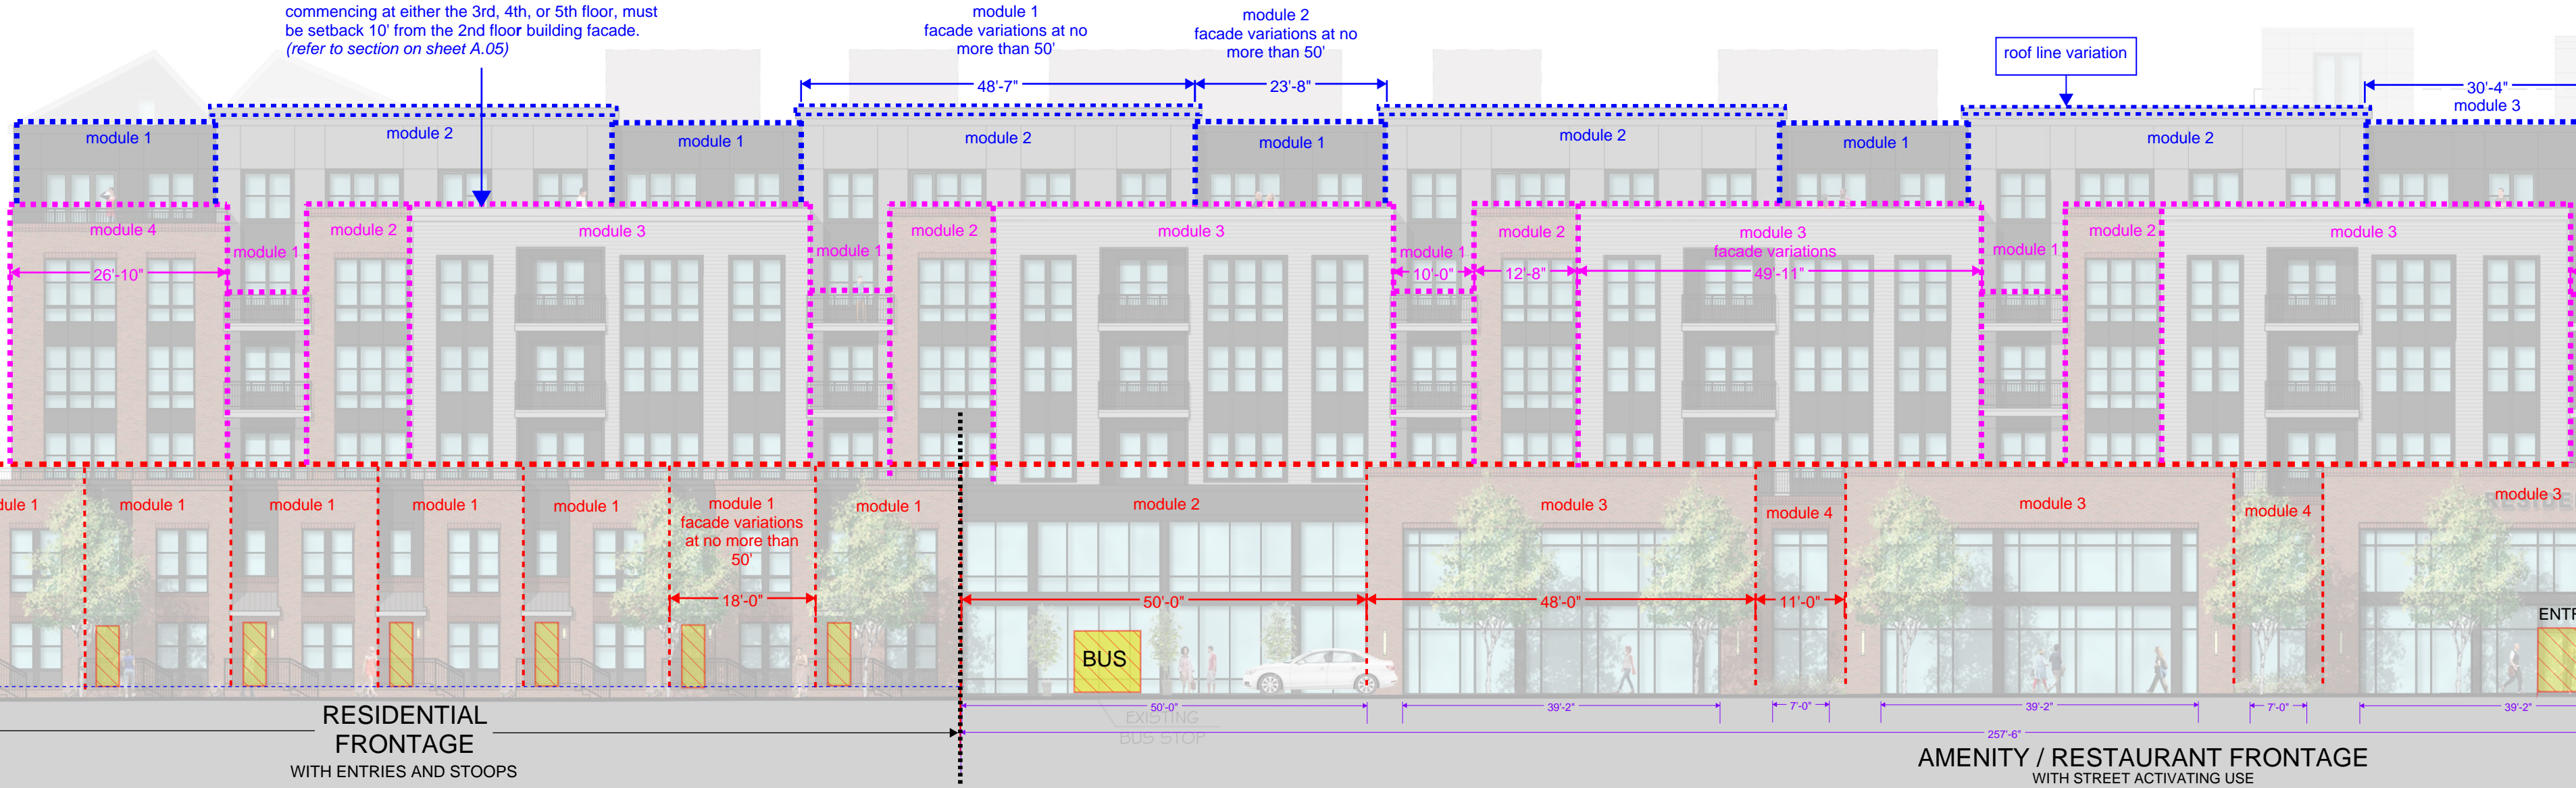 commencing at either the 3rd, 4th, or 5th floor, must
be setback 10' from the 2nd floor building facade.
(refer to section on sheet A.05)
module 1
facade variations at no
more than 50'
module 2
facade variations at no
more than 50'
roof line variation
48'-7"
23'-8"
30'-4"
module 3
module 1
module 2
module 1
module 2
module 1
module 2
module 1
module 2
module 4
26'-10"
module 1
module 2
module 3
module 1
module 2
module 3
module 1
10'-0"
module 2
12'-8"
module 3
facade variations
49'-11"
module 1
module 2
module 3
dule 1
module 1
module 1
module 1
module 1
module 1
facade variations
at no more than
50'
18'-0"
module 1
module 2
50'-0"
module 3
48'-0"
module 4
11'-0"
module 3
module 4
module 3
RESIDE
BUS
ENTR
50'-0"
39'-2"
7'-0"
39'-2"
7'-0"
39'-2"
257'-6"
EXISTING
BUS STOP
RESIDENTIAL
FRONTAGE
WITH ENTRIES AND STOOPS
AMENITY / RESTAURANT FRONTAGE
WITH STREET ACTIVATING USE